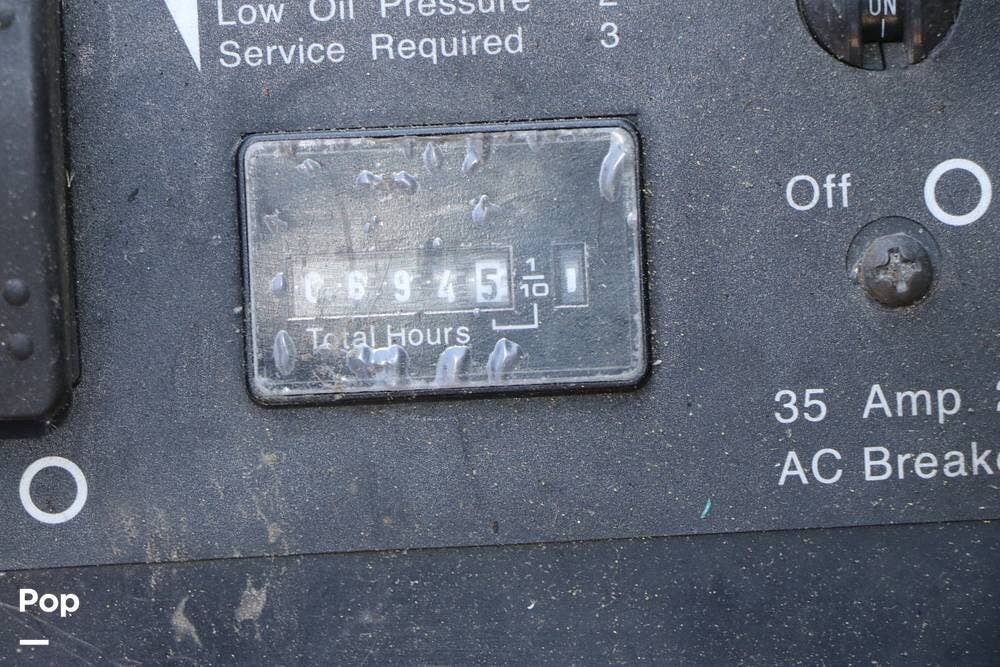 Low Oil Pressure 2
Service Required 3
ON
Off
0 6 9 4 5 1/10 1
Total Hours
35 Amp
AC
Pop